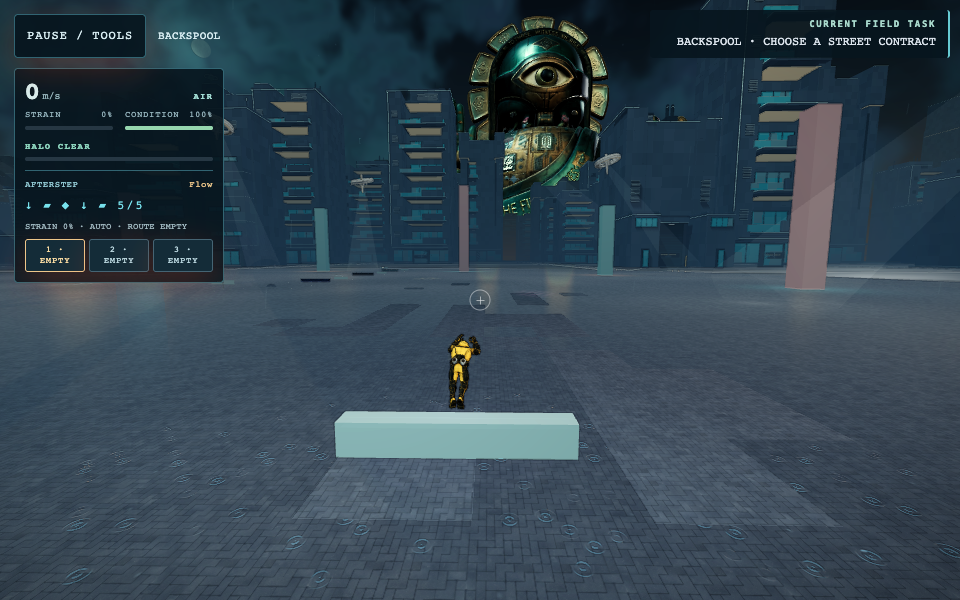 PAUSE / TOOLS
BACKSPOOL
CURRENT FIELD TASK
BACKSPOOL · CHOOSE A STREET CONTRACT
0 m/s
AIR
STRAIN 0%
CONDITION 100%
HALO CLEAR
AFTERSTEP
Flow
5/5
STRAIN 0% · AUTO · ROUTE EMPTY
1 · EMPTY
2 · EMPTY
3 · EMPTY